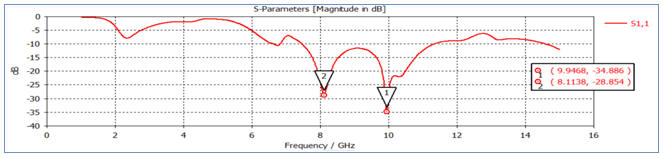 S-Parameters [Magnitude in dB]
0
-5
-10
-15
-20
-25
-30
-35
-40
dB
S1,1
2
1
1 ( 9.9468, -34.886 )
2 ( 8.1138, -28.854 )
0 2 4 6 8 10 12 14 16
Frequency / GHz